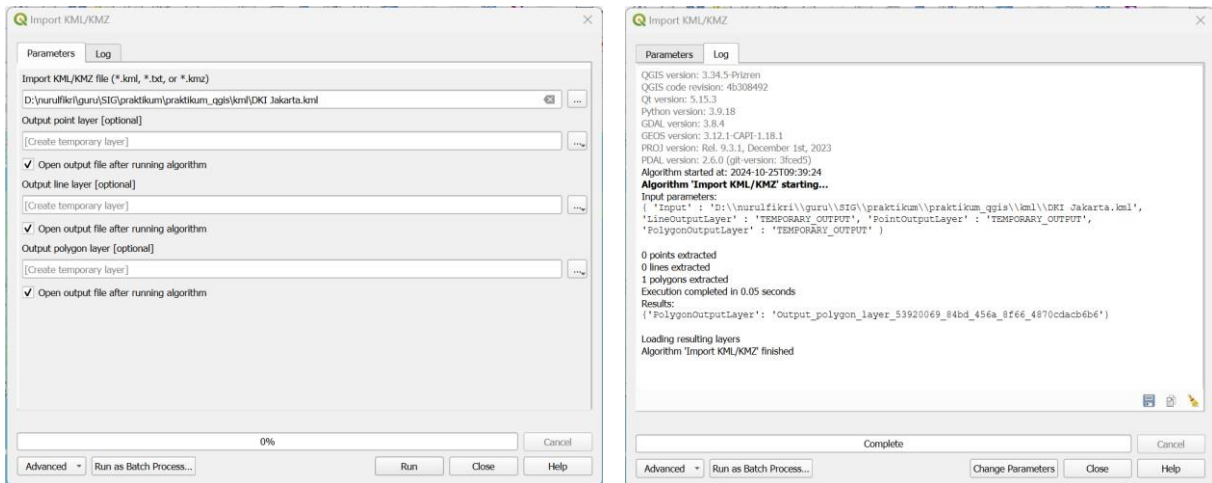 Import KML/KMZ
Parameters Log
Import KML/KMZ file (*.kml, *.txt, or *.kmz)
D:\nurulfikri\guru\SIG\praktikum\praktikum_qgis\kml\DKI Jakarta.kml
...
Output point layer [optional]
[Create temporary layer]
...
Open output file after running algorithm
Output line layer [optional]
[Create temporary layer]
...
Open output file after running algorithm
Output polygon layer [optional]
[Create temporary layer]
...
Open output file after running algorithm
0%
Cancel
Advanced Run as Batch Process... Run Close Help
Import KML/KMZ
Parameters Log
QGIS version: 3.34.5-Prizren
QGIS code revision: 4b308492
Qt version: 5.15.3
Python version: 3.9.18
GDAL version: 3.8.4
GEOS version: 3.12.1-CAPI-1.18.1
PROJ version: Rel. 9.3.1, December 1st, 2023
PDAL version: 2.6.0 (git-version: 3fced5)
Algorithm started at: 2024-10-25T09:39:24
Algorithm 'Import KML/KMZ' starting...
Input parameters:
{ 'Input' : 'D:\\nurulfikri\\guru\\SIG\\praktikum\\praktikum_qgis\\kml\\DKI Jakarta.kml',
'LineOutputLayer' : 'TEMPORARY_OUTPUT', 'PointOutputLayer' : 'TEMPORARY_OUTPUT',
'PolygonOutputLayer' : 'TEMPORARY_OUTPUT' }
0 points extracted
0 lines extracted
1 polygons extracted
Execution completed in 0.05 seconds
Results:
{'PolygonOutputLayer': 'Output_polygon_layer_53920069_84bd_456a_8f66_4870cdacb6b6'}
Loading resulting layers
Algorithm 'Import KML/KMZ' finished
Complete
Cancel
Advanced Run as Batch Process... Change Parameters Close Help